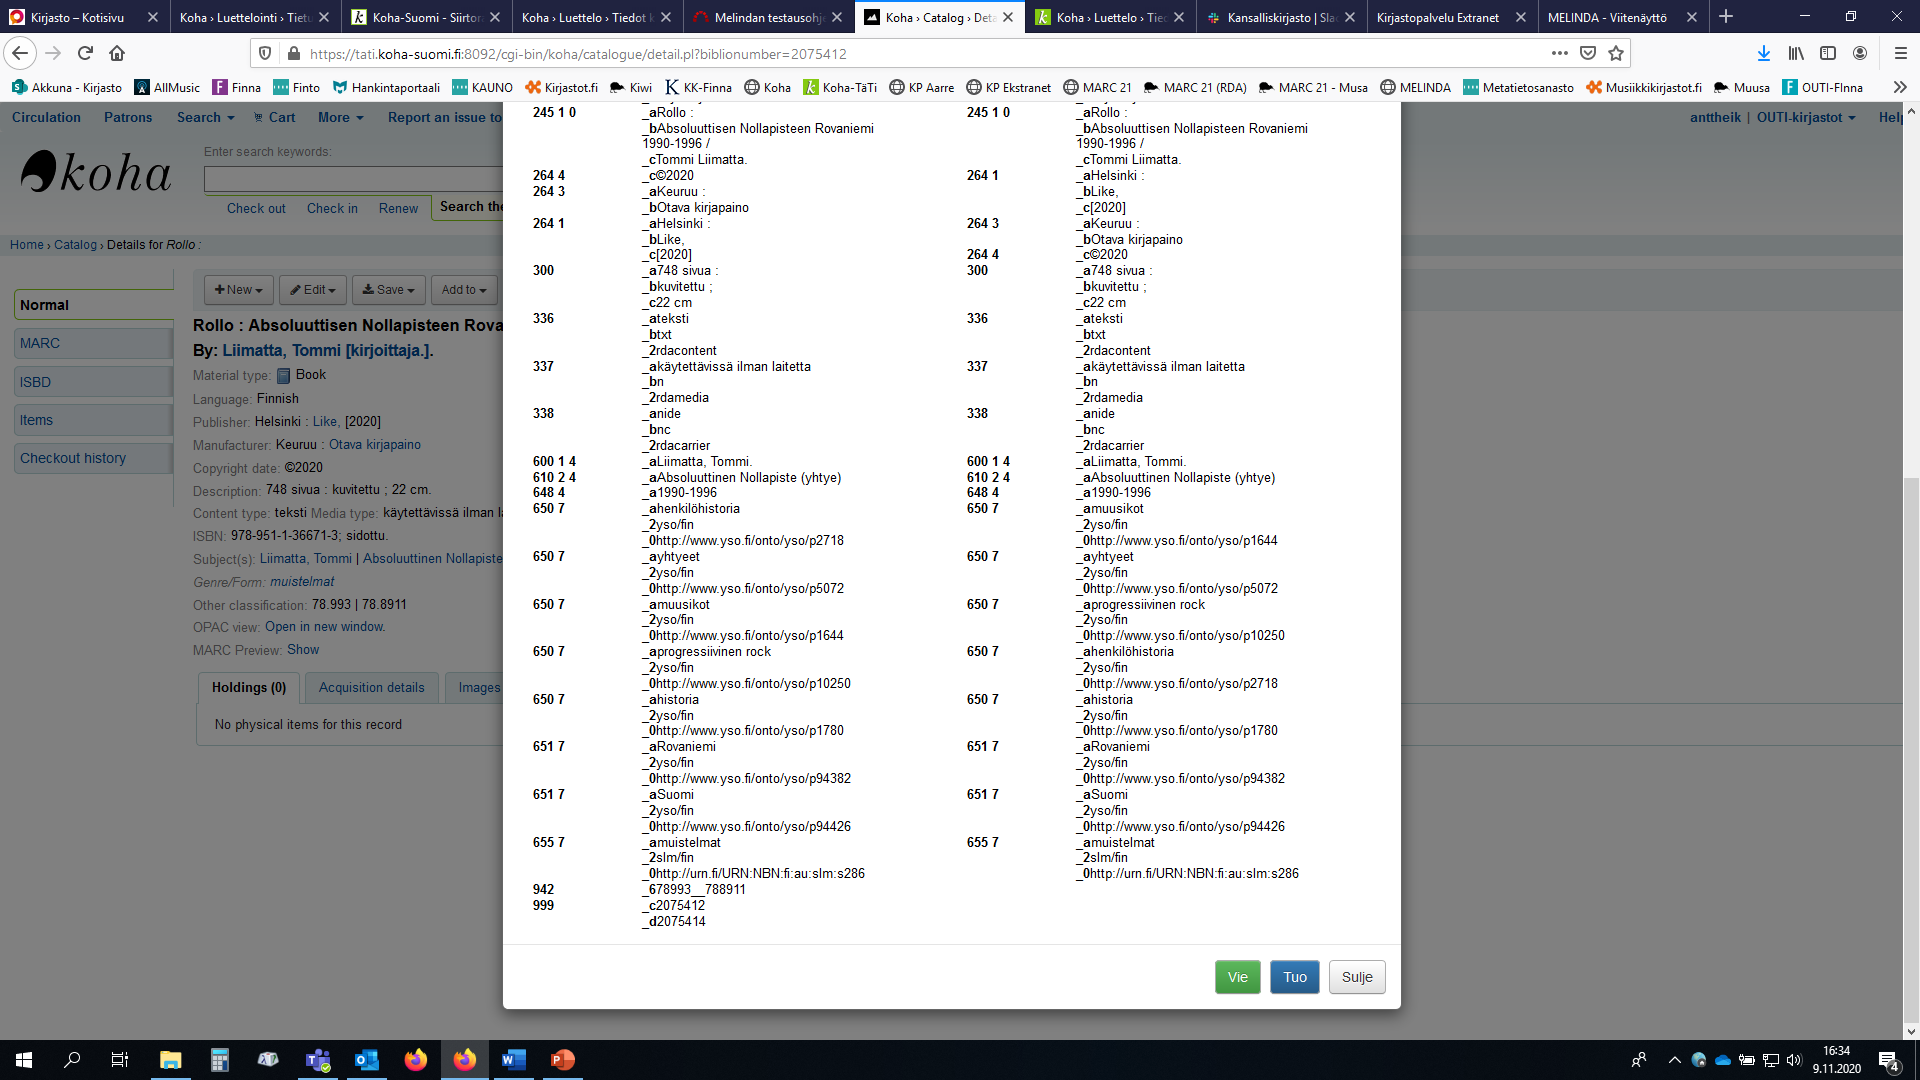 Kirjasto – Kotisivu
Koha › Luettelointi › Tietu
Koha-Suomi - Siirtor
Koha › Luettelo › Tiedot k
Melindan testausohje
Koha › Catalog › Deta
Koha › Luettelo › Tied
Kansalliskirjasto | Slac
Kirjastopalvelu Extranet
MELINDA - Viitenäyttö
https://tati.koha-suomi.fi:8092/cgi-bin/koha/catalogue/detail.pl?biblionumber=2075412
Akkuna - Kirjasto
AllMusic
Finna
Finto
Hankintaportaali
KAUNO
Kirjastot.fi
Kiwi
KK-Finna
Koha
Koha-TäTi
KP Aarre
KP Ekstranet
MARC 21
MARC 21 (RDA)
MARC 21 - Musa
MELINDA
Metatietosanasto
Musiikkikirjastot.fi
Muusa
OUTI-FInna
Circulation Patrons Search Cart More Report an issue to
anttheik | OUTI-kirjastot Help
koha
Enter search keywords:
Check out Check in Renew Search the
Home › Catalog › Details for Rollo :
Normal
MARC
ISBD
Items
Checkout history
New Edit Save Add to
Rollo : Absoluuttisen Nollapisteen Rova
By: Liimatta, Tommi [kirjoittaja.].
Material type: Book
Language: Finnish
Publisher: Helsinki : Like, [2020]
Manufacturer: Keuruu : Otava kirjapaino
Copyright date: ©2020
Description: 748 sivua : kuvitettu ; 22 cm.
Content type: teksti Media type: käytettävissä ilman la
ISBN: 978-951-1-36671-3; sidottu.
Subject(s): Liimatta, Tommi | Absoluuttinen Nollapiste
Genre/Form: muistelmat
Other classification: 78.993 | 78.8911
OPAC view: Open in new window.
MARC Preview: Show
Holdings (0) Acquisition details Images
No physical items for this record
245 1 0 _aRollo :
_bAbsoluuttisen Nollapisteen Rovaniemi
1990-1996 /
_cTommi Liimatta.
264 4 _c©2020
264 3 _aKeuruu :
_bOtava kirjapaino
264 1 _aHelsinki :
_bLike,
_c[2020]
300 _a748 sivua :
_bkuvitettu ;
_c22 cm
336 _ateksti
_btxt
_2rdacontent
337 _akäytettävissä ilman laitetta
_bn
_2rdamedia
338 _anide
_bnc
_2rdacarrier
600 1 4 _aLiimatta, Tommi.
610 2 4 _aAbsoluuttinen Nollapiste (yhtye)
648 4 _a1990-1996
650 7 _ahenkilöhistoria
_2yso/fin
_0http://www.yso.fi/onto/yso/p2718
650 7 _ayhtyeet
_2yso/fin
_0http://www.yso.fi/onto/yso/p5072
650 7 _amuusikot
_2yso/fin
_0http://www.yso.fi/onto/yso/p1644
650 7 _aprogressiivinen rock
_2yso/fin
_0http://www.yso.fi/onto/yso/p10250
650 7 _ahistoria
_2yso/fin
_0http://www.yso.fi/onto/yso/p1780
651 7 _aRovaniemi
_2yso/fin
_0http://www.yso.fi/onto/yso/p94382
651 7 _aSuomi
_2yso/fin
_0http://www.yso.fi/onto/yso/p94426
655 7 _amuistelmat
_2slm/fin
_0http://urn.fi/URN:NBN:fi:au:slm:s286
942 _678993__788911
999 _c2075412
_d2075414
245 1 0 _aRollo :
_bAbsoluuttisen Nollapisteen Rovaniemi
1990-1996 /
_cTommi Liimatta.
264 1 _aHelsinki :
_bLike,
_c[2020]
264 3 _aKeuruu :
_bOtava kirjapaino
264 4 _c©2020
300 _a748 sivua :
_bkuvitettu ;
_c22 cm
336 _ateksti
_btxt
_2rdacontent
337 _akäytettävissä ilman laitetta
_bn
_2rdamedia
338 _anide
_bnc
_2rdacarrier
600 1 4 _aLiimatta, Tommi.
610 2 4 _aAbsoluuttinen Nollapiste (yhtye)
648 4 _a1990-1996
650 7 _amuusikot
_2yso/fin
_0http://www.yso.fi/onto/yso/p1644
650 7 _ayhtyeet
_2yso/fin
_0http://www.yso.fi/onto/yso/p5072
650 7 _aprogressiivinen rock
_2yso/fin
_0http://www.yso.fi/onto/yso/p10250
650 7 _ahenkilöhistoria
_2yso/fin
_0http://www.yso.fi/onto/yso/p2718
650 7 _ahistoria
_2yso/fin
_0http://www.yso.fi/onto/yso/p1780
651 7 _aRovaniemi
_2yso/fin
_0http://www.yso.fi/onto/yso/p94382
651 7 _aSuomi
_2yso/fin
_0http://www.yso.fi/onto/yso/p94426
655 7 _amuistelmat
_2slm/fin
_0http://urn.fi/URN:NBN:fi:au:slm:s286
Vie Tuo Sulje
16:34
9.11.2020
4